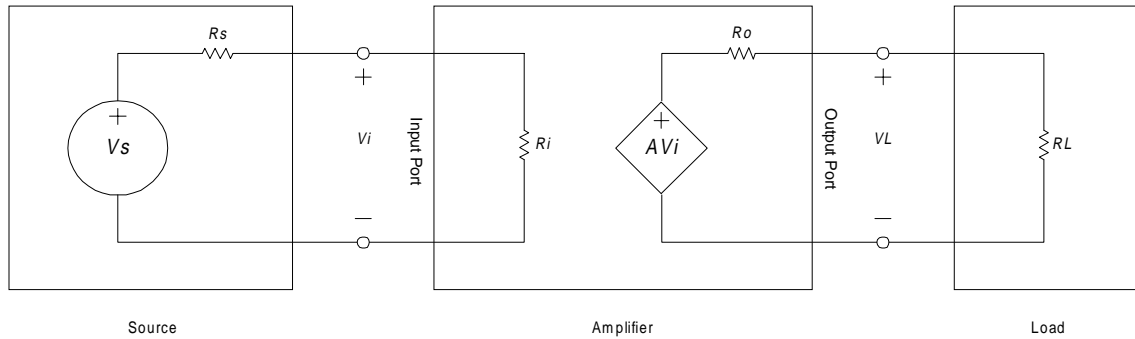 Rs
Ro
+
+
+
+
Vs
Vi
Input Port
Ri
AVi
Output Port
VL
RL
−
−
Source
Amplifier
Load